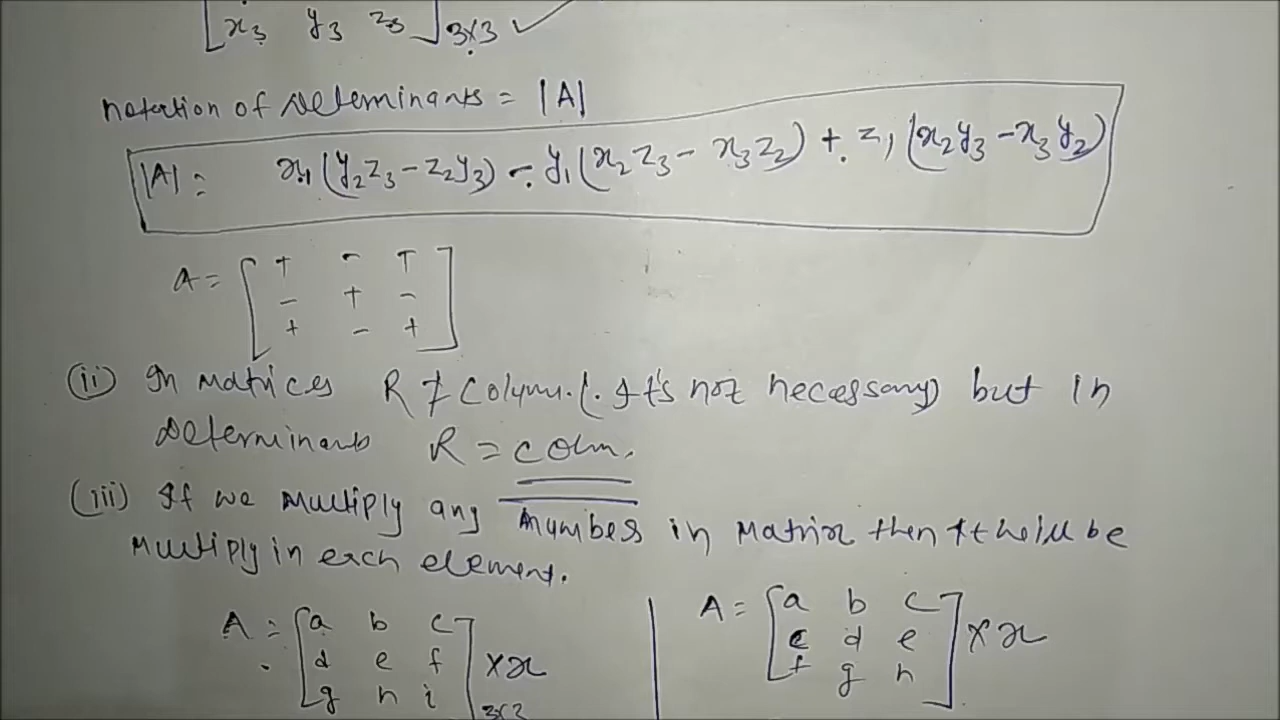 x3 y3 z3 ]3×3 ✓
notation of determinants = |A|
|A| = x1 (y2z3 - z2y3) - y1 (x2z3 - x3z2) + z1 (x2y3 - x3y2)
A = [ + - +
- + -
+ - + ]
(ii) In matrices R ≠ Colymn. (. It's not necessary) but in
determinants R = colm.
(iii) If we multiply any number in matrix then it will be
multiply in each element.
A = [ a b c
d e f
g h i ]3×3 × x
A = [ a b c
c d e
f g h ] × x